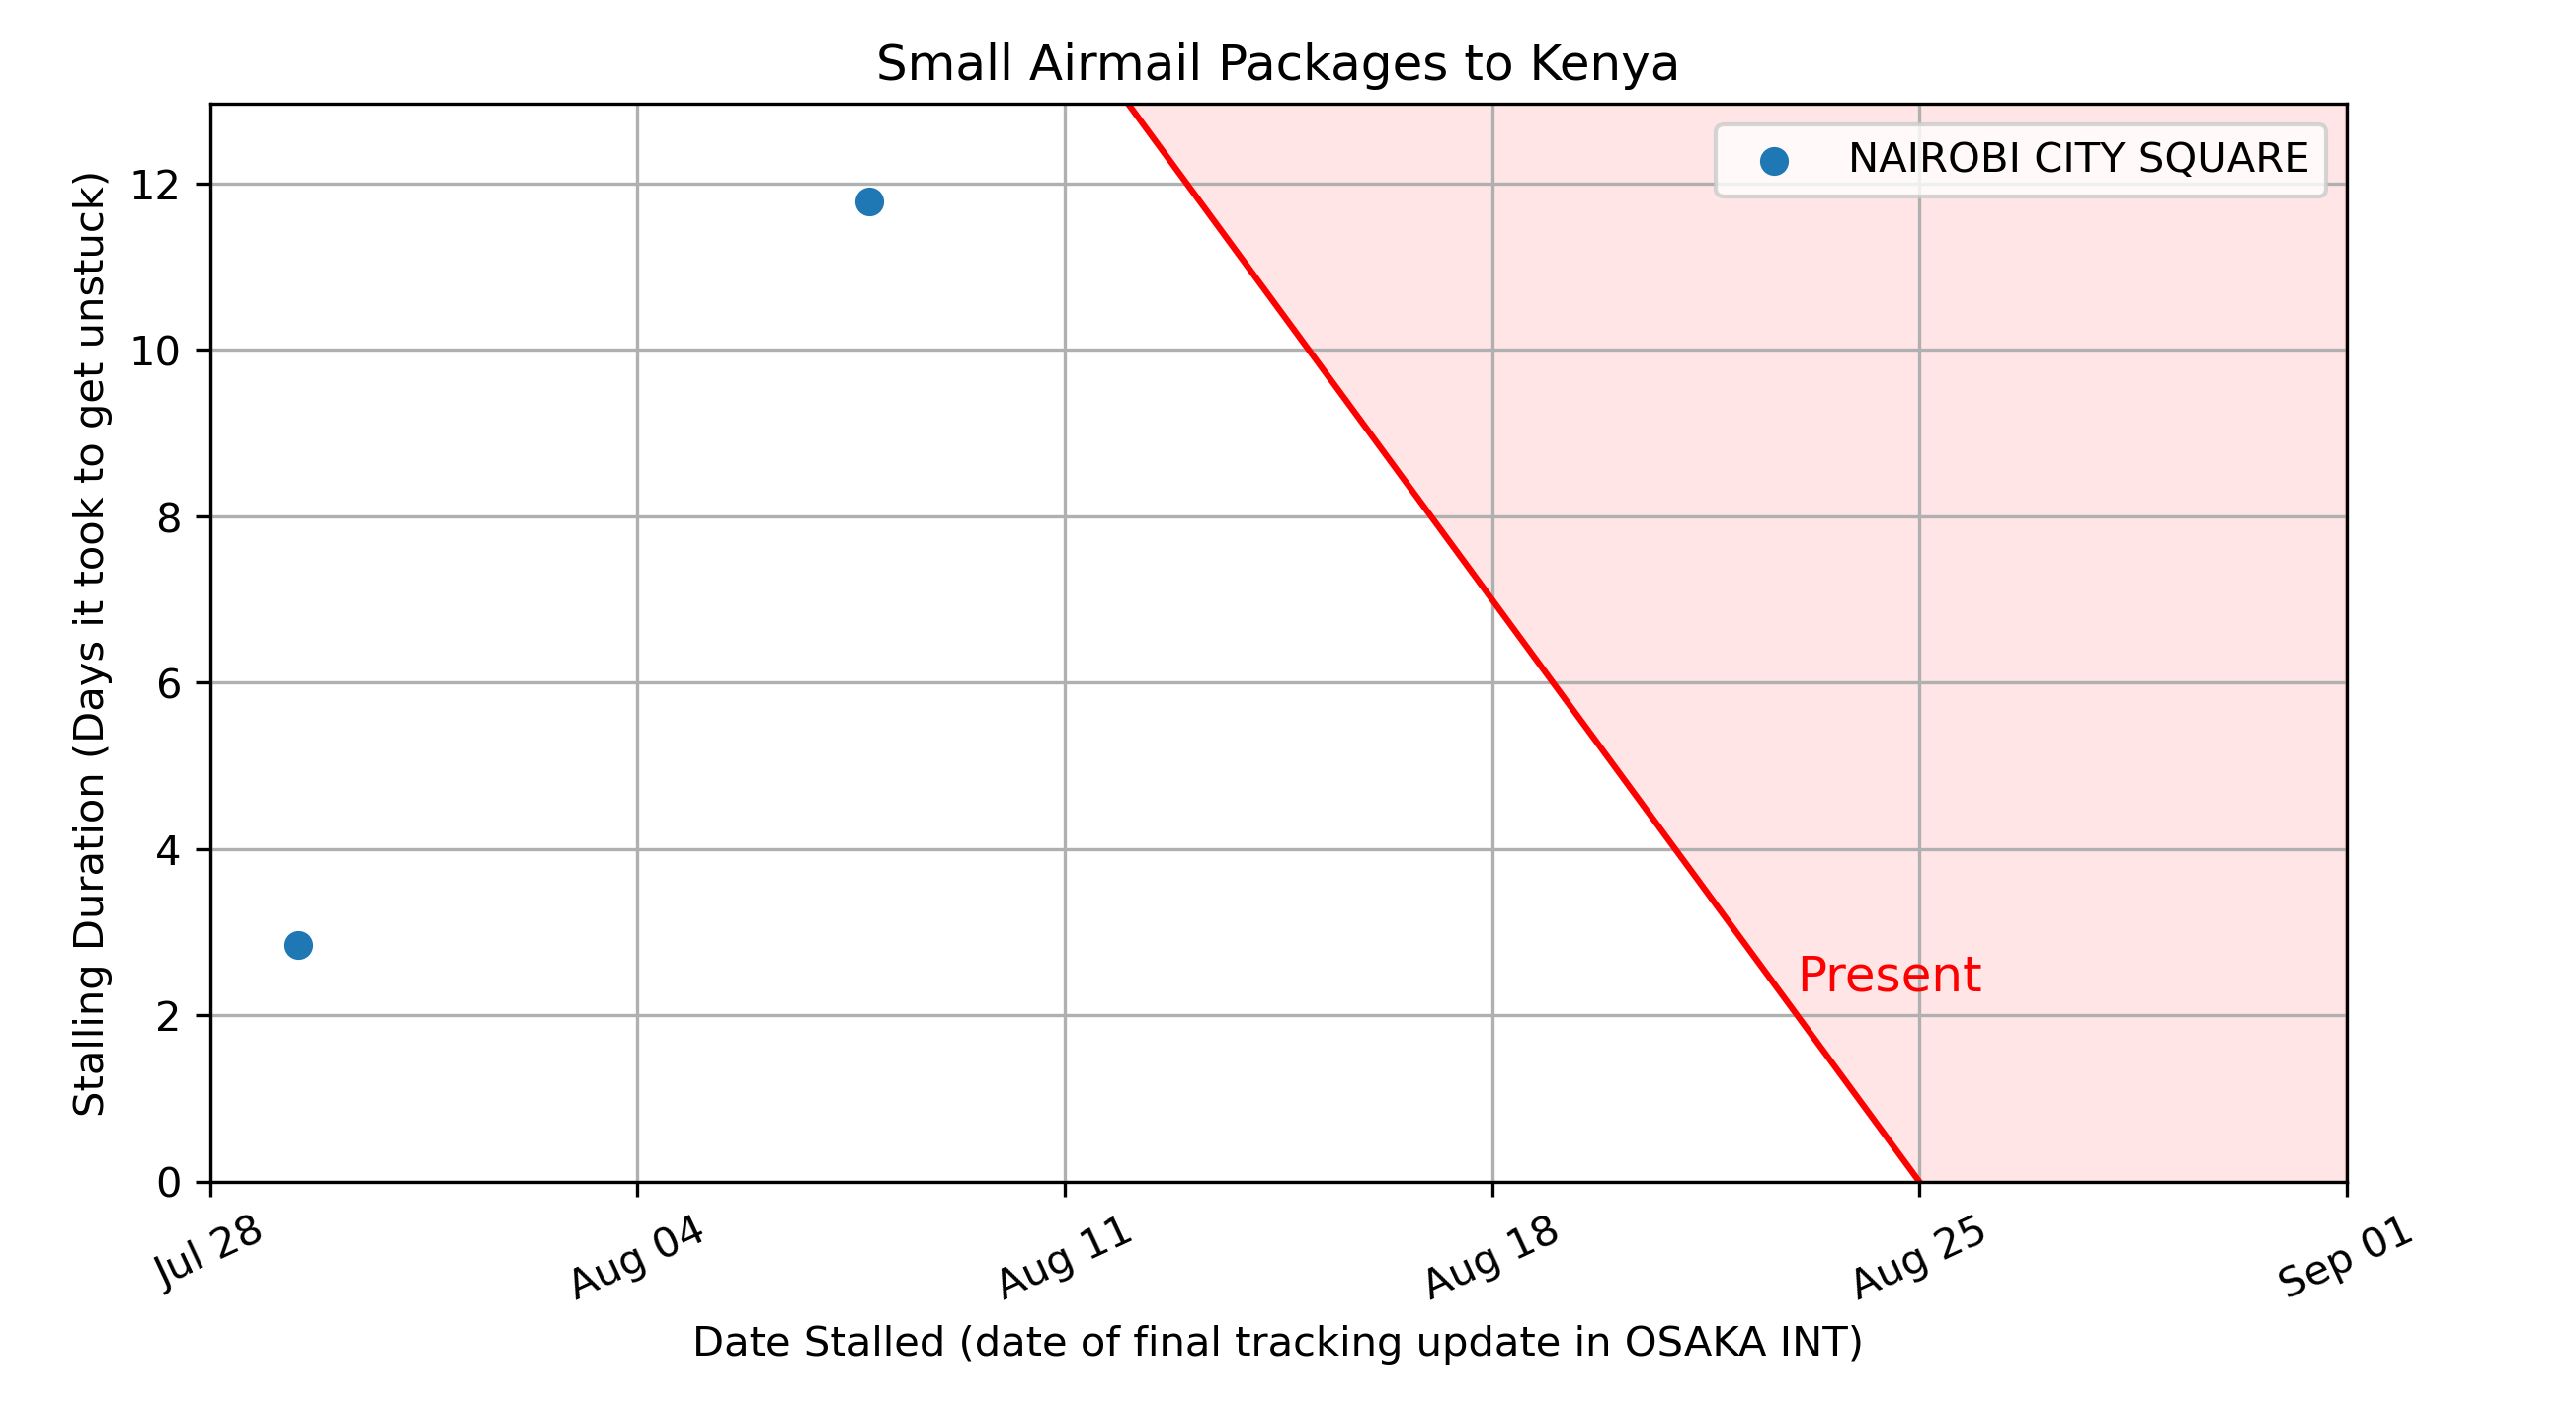 Small Airmail Packages to Kenya
NAIROBI CITY SQUARE
Stalling Duration (Days it took to get unstuck)
12
10
8
6
4
2
0
Present
Jul 28
Aug 04
Aug 11
Aug 18
Aug 25
Sep 01
Date Stalled (date of final tracking update in OSAKA INT)